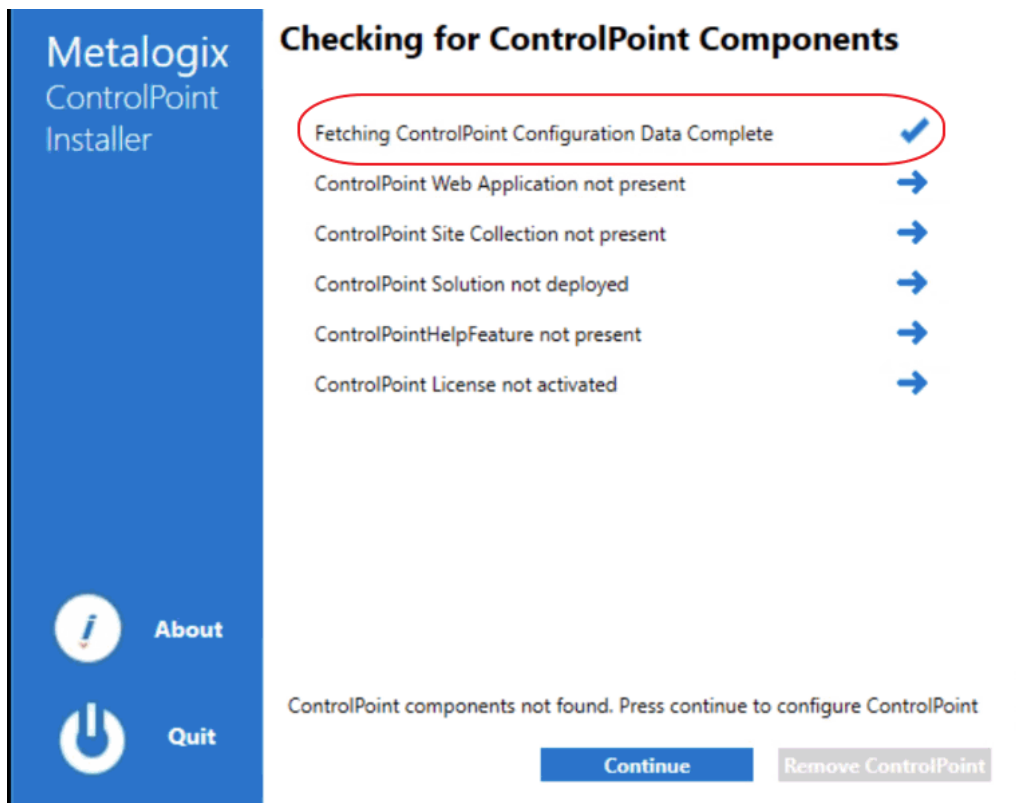 Metalogix
ControlPoint
Installer
Checking for ControlPoint Components
Fetching ControlPoint Configuration Data Complete
ControlPoint Web Application not present
ControlPoint Site Collection not present
ControlPoint Solution not deployed
ControlPointHelpFeature not present
ControlPoint License not activated
i About
Quit
ControlPoint components not found. Press continue to configure ControlPoint
Continue
Remove ControlPoint